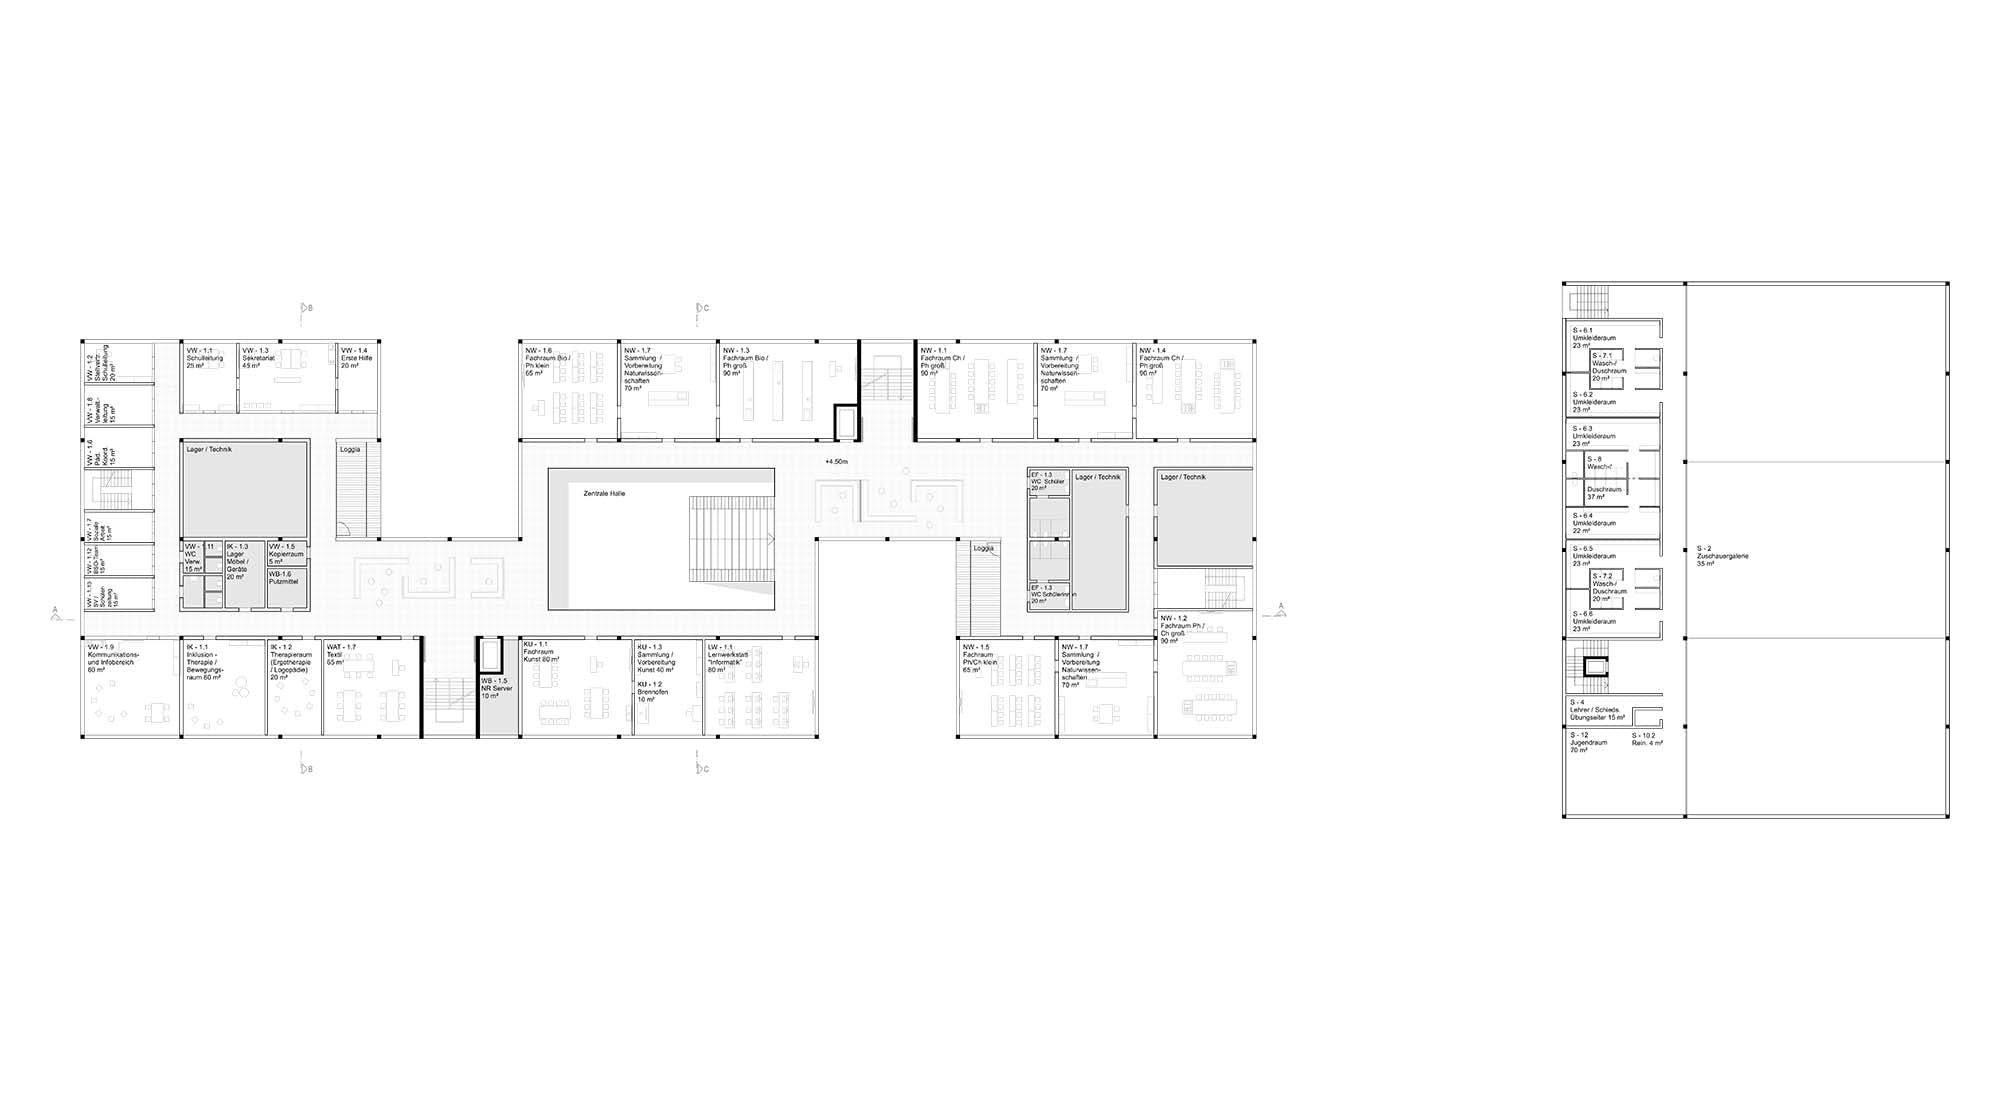 B
C
VW - 1.2
Stellvertr.
Schulleitung
20 m²
VW - 1.1
Schulleitung
25 m²
VW - 1.3
Sekretariat
45 m²
VW - 1.4
Erste Hilfe
20 m²
NW - 1.6
Fachraum Bio /
Ph klein
65 m²
NW - 1.7
Sammlung /
Vorbereitung
Naturwissen-
schaften
70 m²
NW - 1.3
Fachraum Bio /
Ph groß
90 m²
NW - 1.1
Fachraum Ch /
Ph groß
90 m²
NW - 1.7
Sammlung /
Vorbereitung
Naturwissen-
schaften
70 m²
NW - 1.4
Fachraum Ch /
Ph groß
90 m²
VW - 1.8
Verwalt.-
leitung
15 m²
VW - 1.6
Päd.
Koord.
15 m²
Lager / Technik
Loggia
Zentrale Halle
+4.50m
EF - 1.3
WC Schüler
20 m²
Lager / Technik
Lager / Technik
VW - 1.7
Soziale
Arbeit
15 m²
VW - 1.12
BSO-Team
15 m²
VW - 1.13
SV /
Schüler-
zeitung
15 m²
VW - 1.11
WC
Verw.
15 m²
IK - 1.3
Lager
Möbel /
Geräte
20 m²
VW - 1.5
Kopierraum
5 m²
WB-1.6
Putzmittel
Loggia
EF - 1.3
WC Schülerinnen
20 m²
A
A
VW - 1.9
Kommunikations-
und Infobereich
60 m²
IK - 1.1
Inklusion -
Therapie /
Bewegungs-
raum 60 m²
IK - 1.2
Therapieraum
(Ergotherapie
/ Logopädie)
20 m²
WAT - 1.7
Textil
65 m²
WB - 1.5
NR Server
10 m²
KU - 1.1
Fachraum
Kunst 80 m²
KU - 1.3
Sammlung /
Vorbereitung
Kunst 40 m²
KU - 1.2
Brennofen
10 m²
LW - 1.1
Lernwerkstatt
"Informatik"
80 m²
NW - 1.5
Fachraum
Ph/Ch klein
65 m²
NW - 1.7
Sammlung /
Vorbereitung
Naturwissen-
schaften
70 m²
NW - 1.2
Fachraum Ph /
Ch groß
90 m²
B
C
S - 6.1
Umkleideraum
23 m²
S - 7.1
Wasch-/
Duschraum
20 m²
S - 6.2
Umkleideraum
23 m²
S - 6.3
Umkleideraum
23 m²
S - 8
Wasch-/
Duschraum
37 m²
S - 6.4
Umkleideraum
22 m²
S - 6.5
Umkleideraum
23 m²
S - 7.2
Wasch-/
Duschraum
20 m²
S - 6.6
Umkleideraum
23 m²
S - 2
Zuschauergalerie
35 m²
S - 4
Lehrer / Schieds.
Übungsleiter 15 m²
S - 12
Jugendraum
70 m²
S - 10.2
Rein. 4 m²